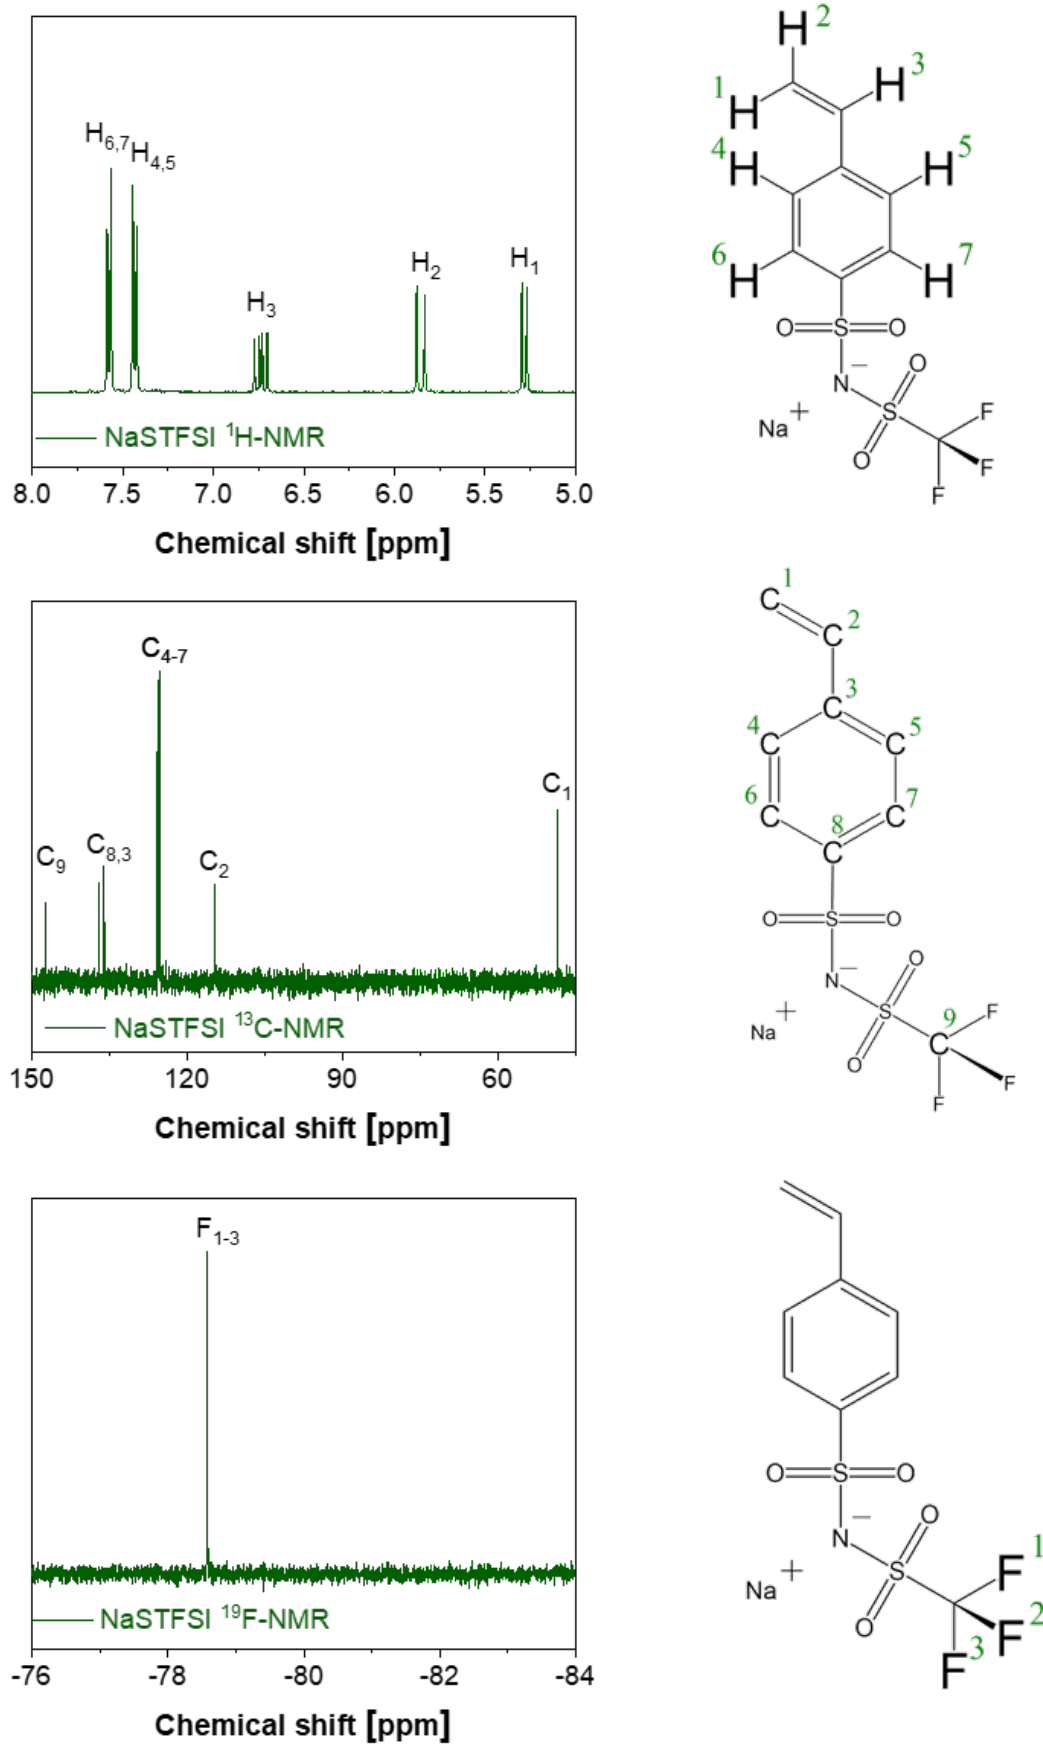 H6,7
H4,5
H3
H2
H1
NaSTFSI 1H-NMR
8.0 7.5 7.0 6.5 6.0 5.5 5.0
Chemical shift [ppm]
H 2
1 H
H 3
4 H
H 5
6 H
H 7
O S O
N − O
Na+ S F
O F
F
C9
C8,3
C4-7
C2
C1
NaSTFSI 13C-NMR
150 120 90 60
Chemical shift [ppm]
C 1
C 2
C 3
4 C
C 5
6 C
C 7
8 C
O S O
N − O
Na+ S 9 F
O C F
F
F1-3
NaSTFSI 19F-NMR
-76 -78 -80 -82 -84
Chemical shift [ppm]
O S O
N − O
Na+ S F 1
O F 2
F 3